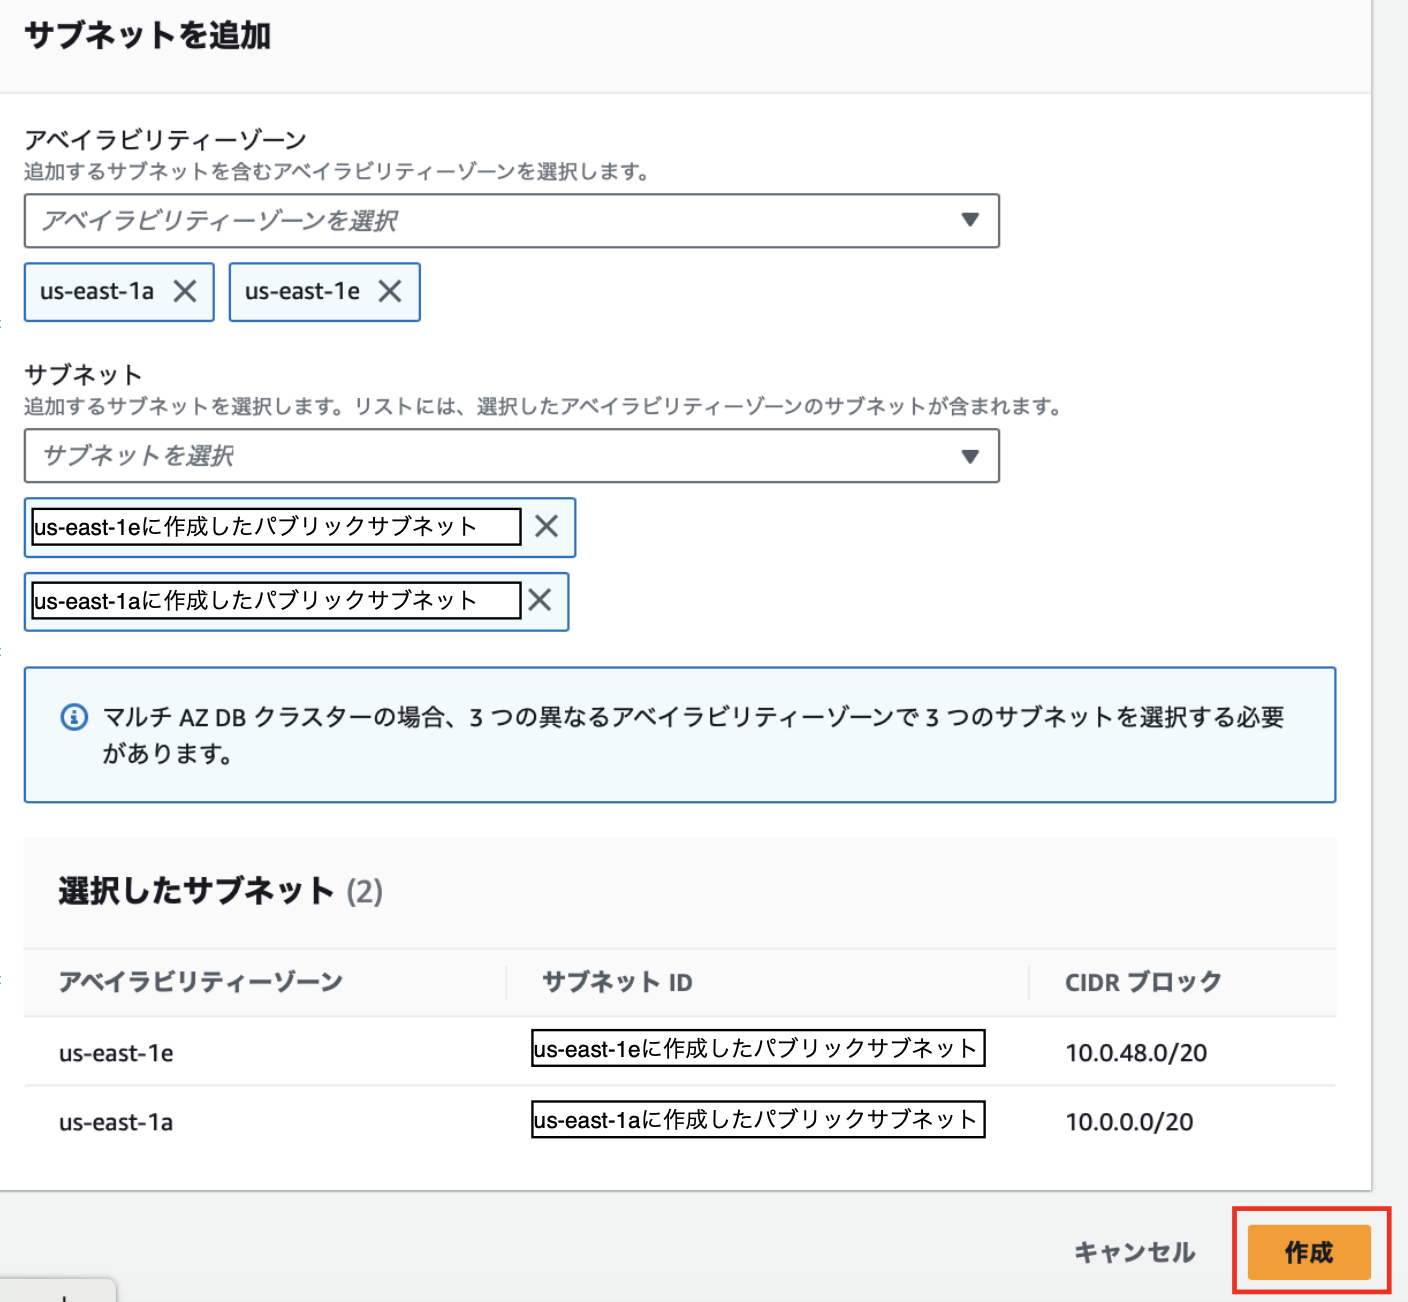 サブネットを追加
アベイラビリティーゾーン
追加するサブネットを含むアベイラビリティーゾーンを選択します。
アベイラビリティーゾーンを選択
us-east-1a us-east-1e
サブネット
追加するサブネットを選択します。リストには、選択したアベイラビリティーゾーンのサブネットが含まれます。
サブネットを選択
us-east-1eに作成したパブリックサブネット
us-east-1aに作成したパブリックサブネット
マルチ AZ DB クラスターの場合、3 つの異なるアベイラビリティーゾーンで 3 つのサブネットを選択する必要
があります。
選択したサブネット (2)
アベイラビリティーゾーン サブネット ID CIDR ブロック
us-east-1e us-east-1eに作成したパブリックサブネット 10.0.48.0/20
us-east-1a us-east-1aに作成したパブリックサブネット 10.0.0.0/20
キャンセル 作成